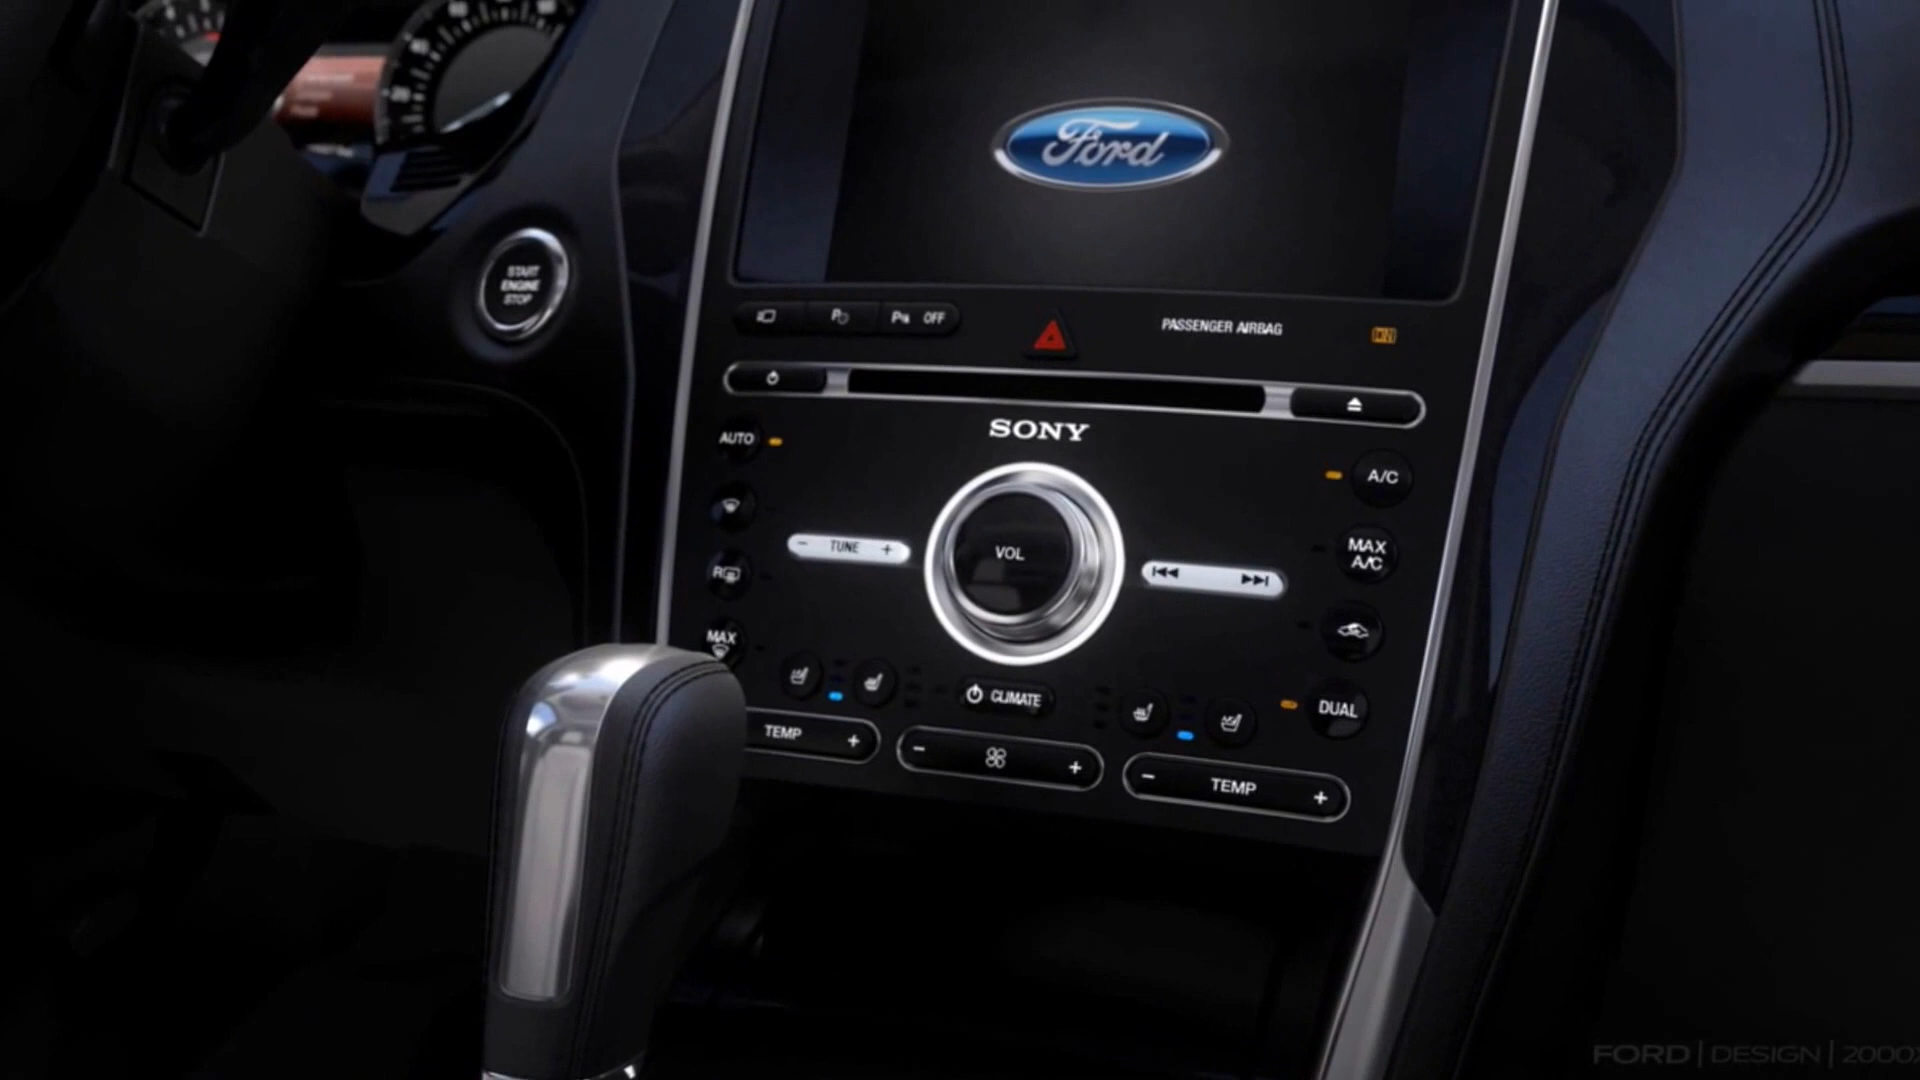 Ford
START
ENGINE
STOP
OFF
PASSENGER AIRBAG
SONY
AUTO
A/C
- TUNE +
VOL
MAX
A/C
R
MAX
CLIMATE
DUAL
TEMP +
- +
- TEMP +
FORD | DESIGN | 2000X